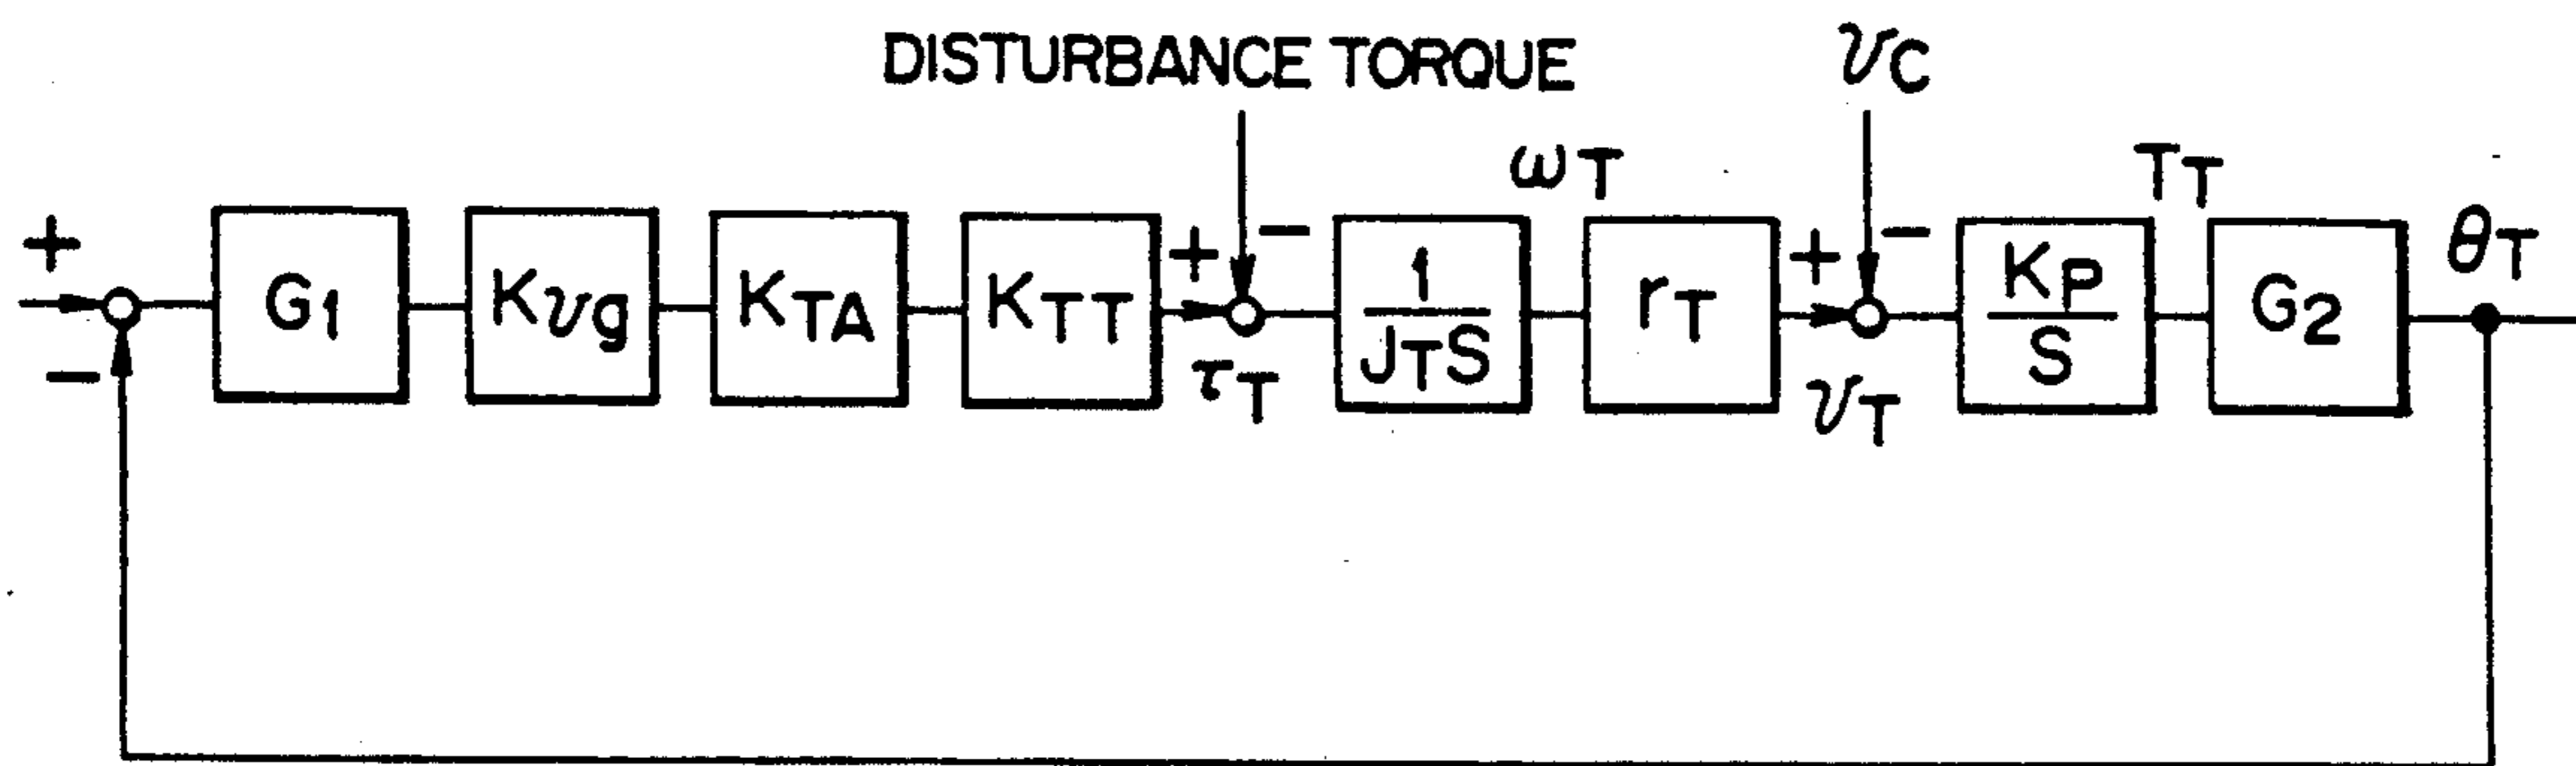 DISTURBANCE TORQUE
νC
ωT
TT
θT
+
−
G1
Kνg
KTA
KTT
+
−
τT
1
JTS
rT
+
−
νT
KP
S
G2